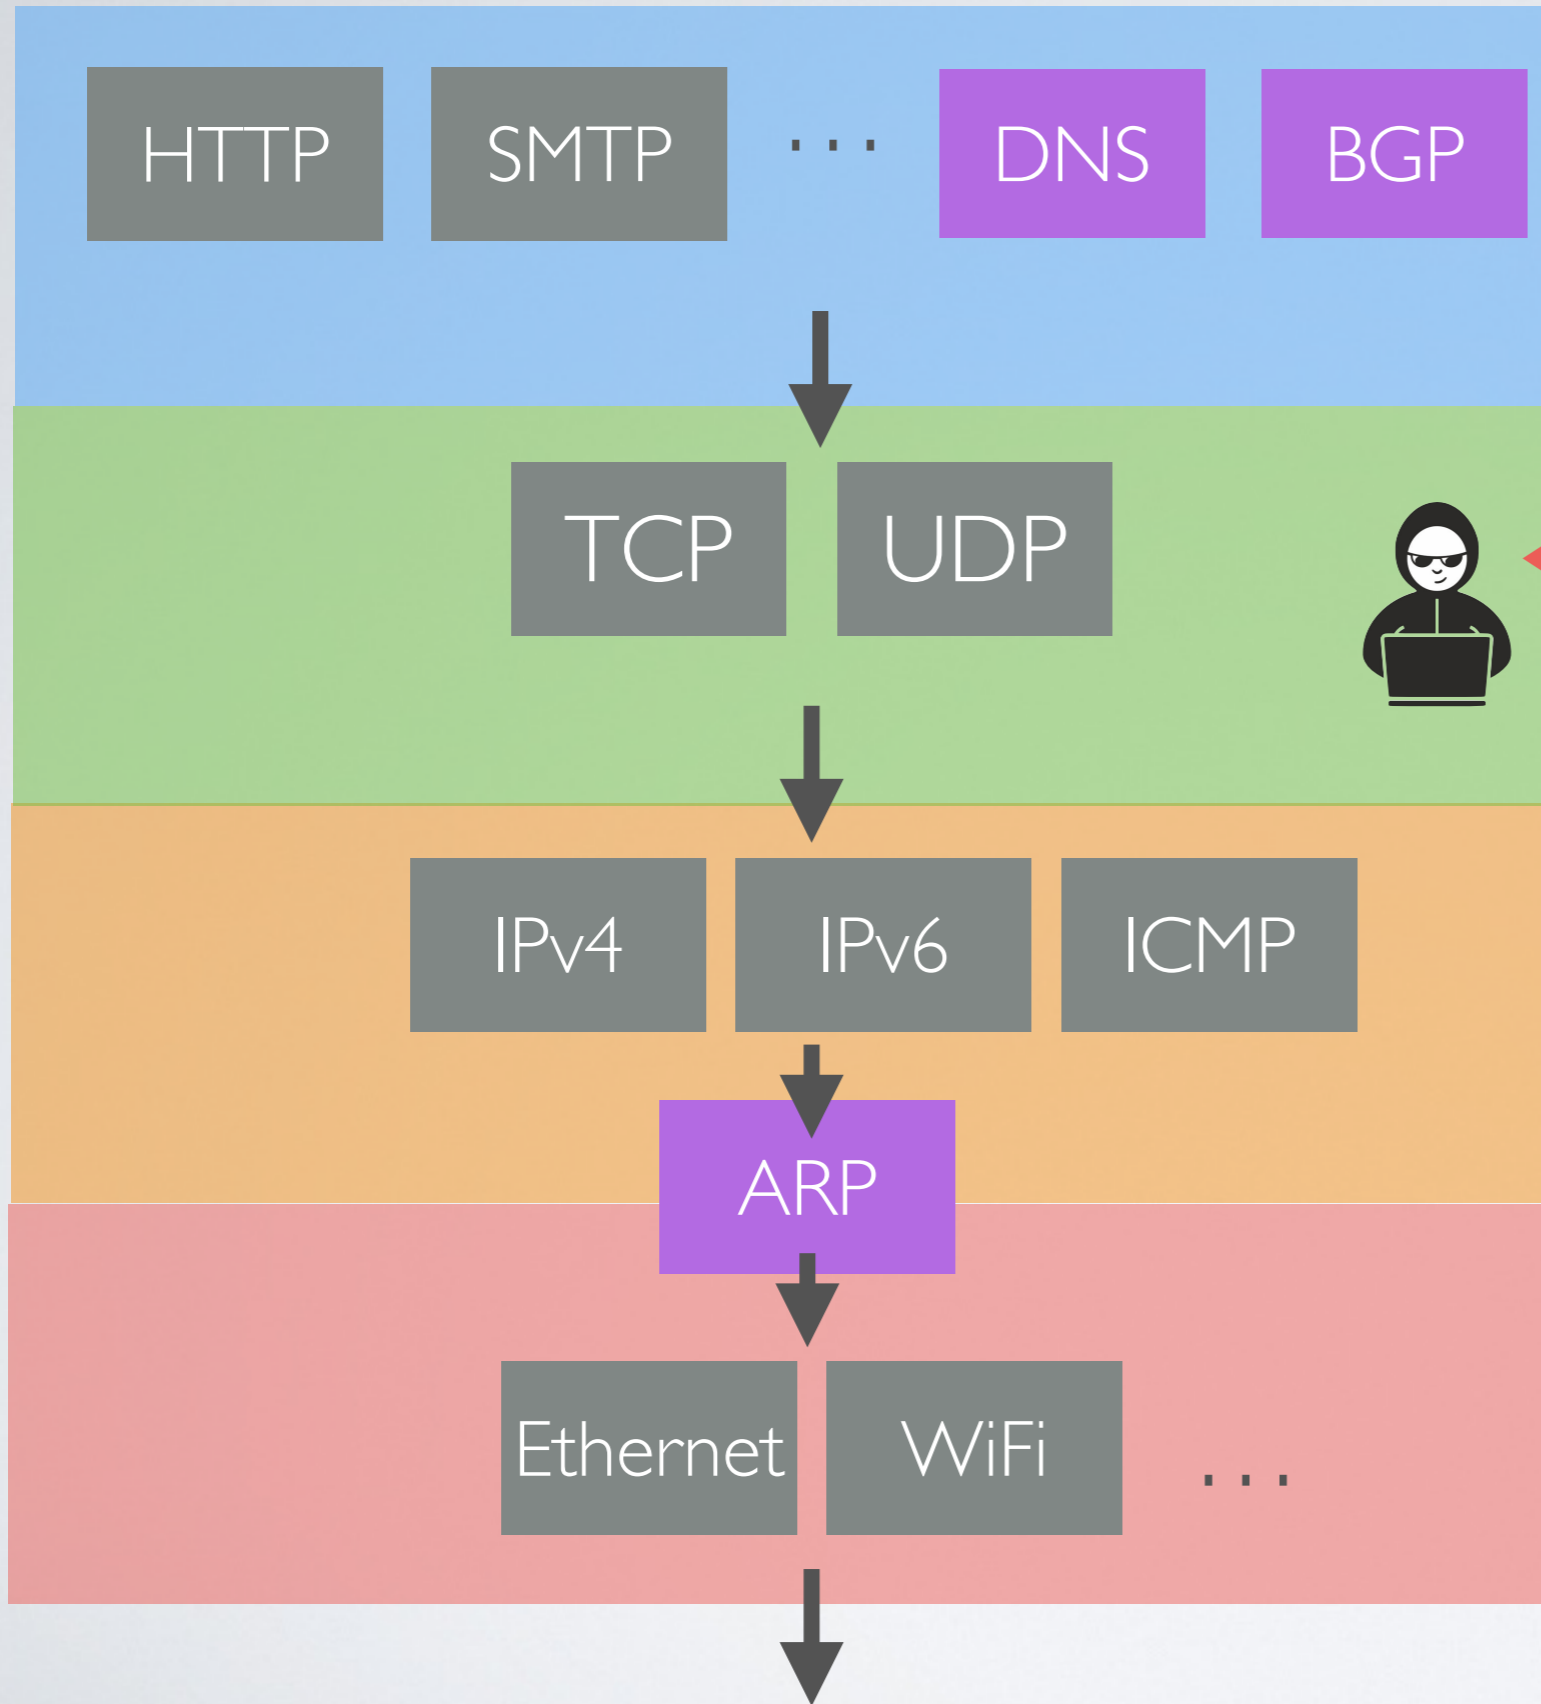 HTTP SMTP ... DNS BGP
TCP UDP
IPv4 IPv6 ICMP
ARP
Ethernet WiFi ...